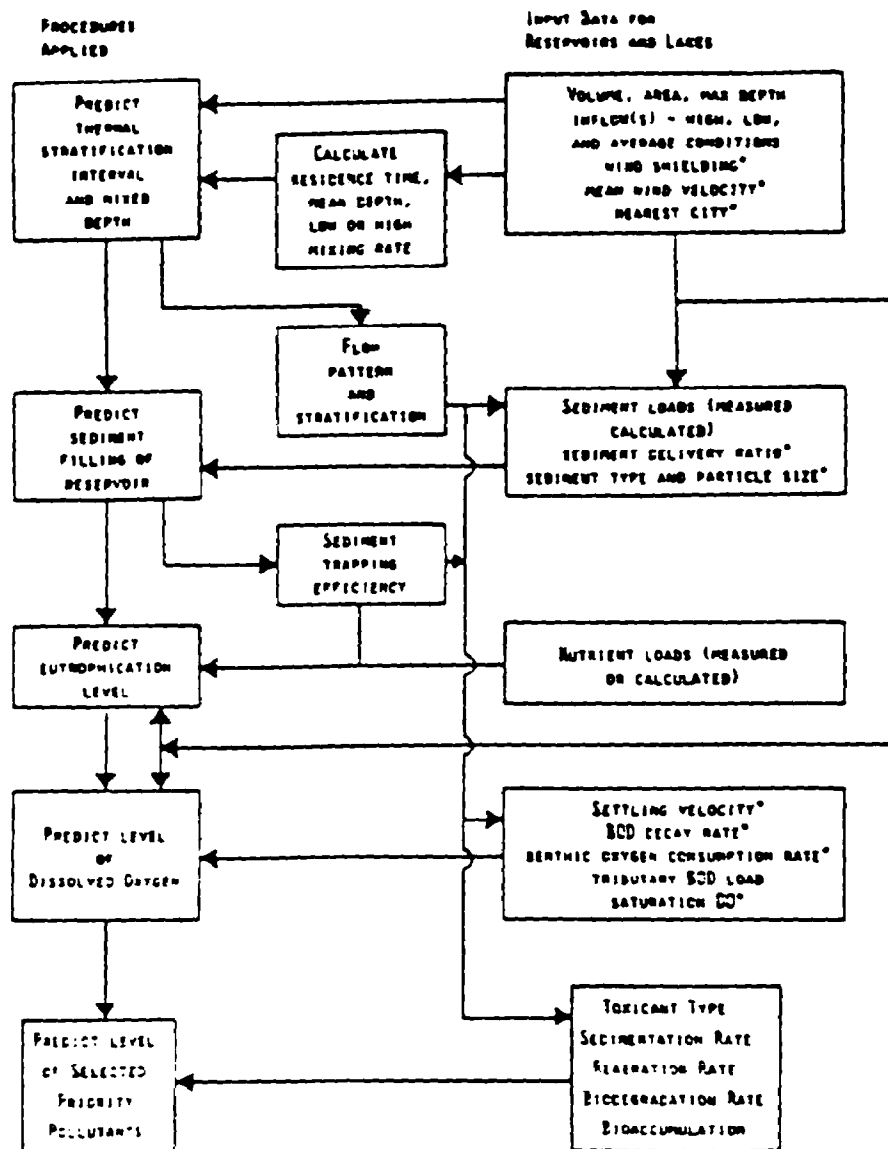 PROCEDURES
APPLIED
INPUT DATA FOR
RESERVOIRS AND LAKES
PREDICT
THERMAL
STRATIFICATION
INTERVAL
AND MIXED
DEPTH
CALCULATE
RESIDENCE TIME,
MEAN DEPTH,
LOW OR HIGH
MIXING RATE
VOLUME, AREA, MAX DEPTH
INFLOW(S) - HIGH, LOW,
AND AVERAGE CONDITIONS
WIND SHIELDING*
MEAN WIND VELOCITY*
NEAREST CITY*
FLOW
PATTERN
AND
STRATIFICATION
PREDICT
SEDIMENT
FILLING OF
RESERVOIR
SEDIMENT LOADS (MEASURED
CALCULATED)
SEDIMENT DELIVERY RATIO*
SEDIMENT TYPE AND PARTICLE SIZE*
SEDIMENT
TRAPPING
EFFICIENCY
PREDICT
EUTROPHICATION
LEVEL
NUTRIENT LOADS (MEASURED
OR CALCULATED)
PREDICT LEVEL
OF
DISSOLVED OXYGEN
SETTLING VELOCITY*
BOD DECAY RATE*
BENTHIC OXYGEN CONSUMPTION RATE*
TRIBUTARY BOD LOAD
SATURATION DO*
PREDICT LEVEL
OF SELECTED
PRIORITY
POLLUTANTS
TOXICANT TYPE
SEDIMENTATION RATE
REAERATION RATE
BIODEGRADATION RATE
BIOACCUMULATION